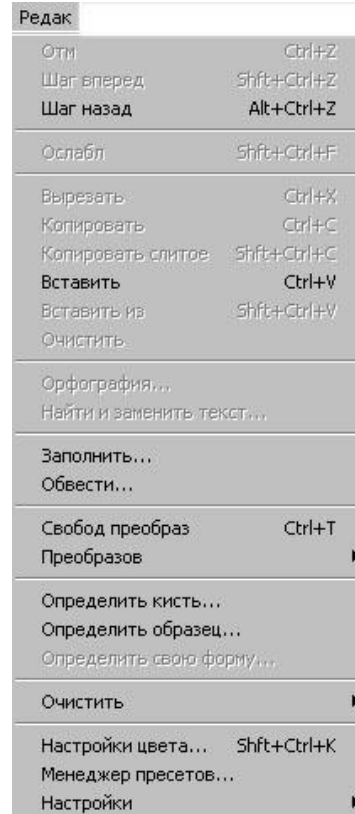 Редак
Отм Ctrl+Z
Шаг вперед Shft+Ctrl+Z
Шаг назад Alt+Ctrl+Z
Ослабл Shft+Ctrl+F
Вырезать Ctrl+X
Копировать Ctrl+C
Копировать слитое Shft+Ctrl+C
Вставить Ctrl+V
Вставить из Shft+Ctrl+V
Очистить
Орфография...
Найти и заменить текст...
Заполнить...
Обвести...
Свобод преобраз Ctrl+T
Преобразов
Определить кисть...
Определить образец...
Определить свою форму...
Очистить
Настройки цвета... Shft+Ctrl+K
Менеджер пресетов...
Настройки